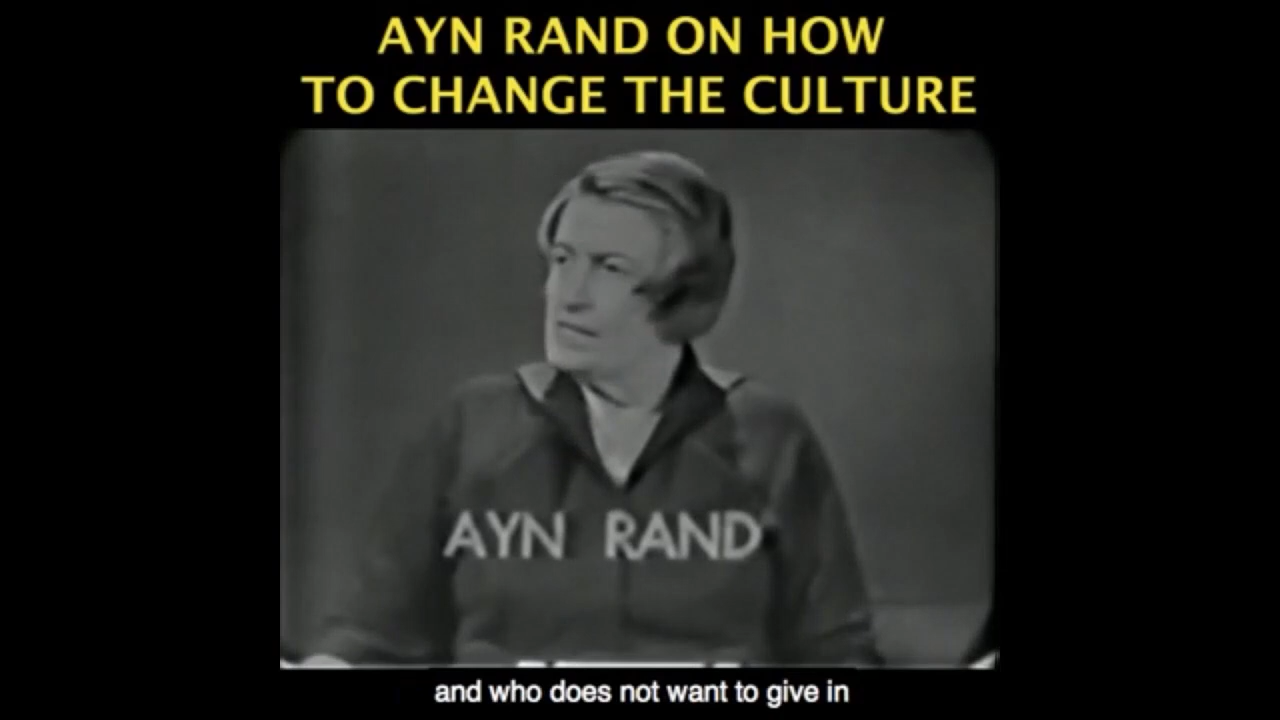 AYN RAND ON HOW
TO CHANGE THE CULTURE
AYN RAND
and who does not want to give in